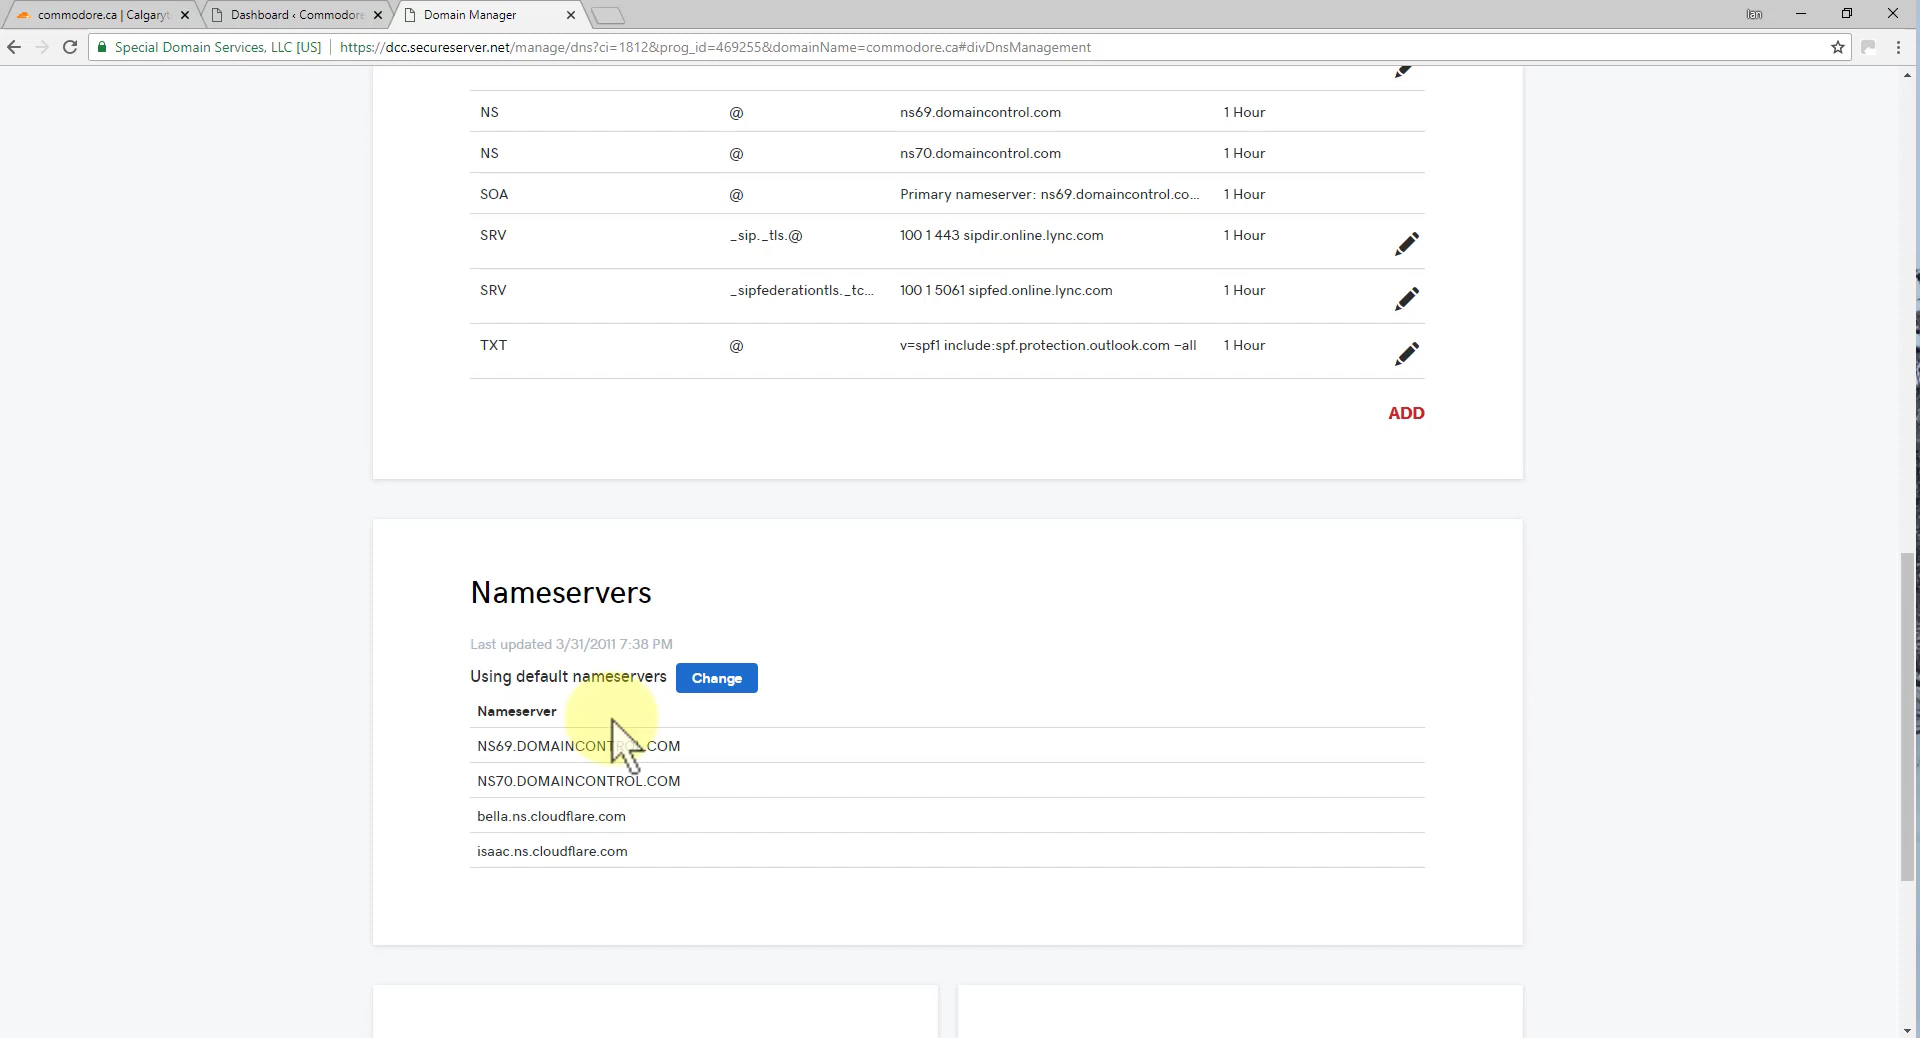 commodore.ca | Calgaryt
Dashboard ‹ Commodore
Domain Manager
Ian
Special Domain Services, LLC [US]
https://dcc.secureserver.net/manage/dns?ci=1812&prog_id=469255&domainName=commodore.ca#divDnsManagement
NS @ ns69.domaincontrol.com 1 Hour
NS @ ns70.domaincontrol.com 1 Hour
SOA @ Primary nameserver: ns69.domaincontrol.co... 1 Hour
SRV _sip._tls.@ 100 1 443 sipdir.online.lync.com 1 Hour
SRV _sipfederationtls._tc... 100 1 5061 sipfed.online.lync.com 1 Hour
TXT @ v=spf1 include:spf.protection.outlook.com -all 1 Hour
ADD
Nameservers
Last updated 3/31/2011 7:38 PM
Using default nameservers Change
Nameserver
NS69.DOMAINCONTROL.COM
NS70.DOMAINCONTROL.COM
bella.ns.cloudflare.com
isaac.ns.cloudflare.com